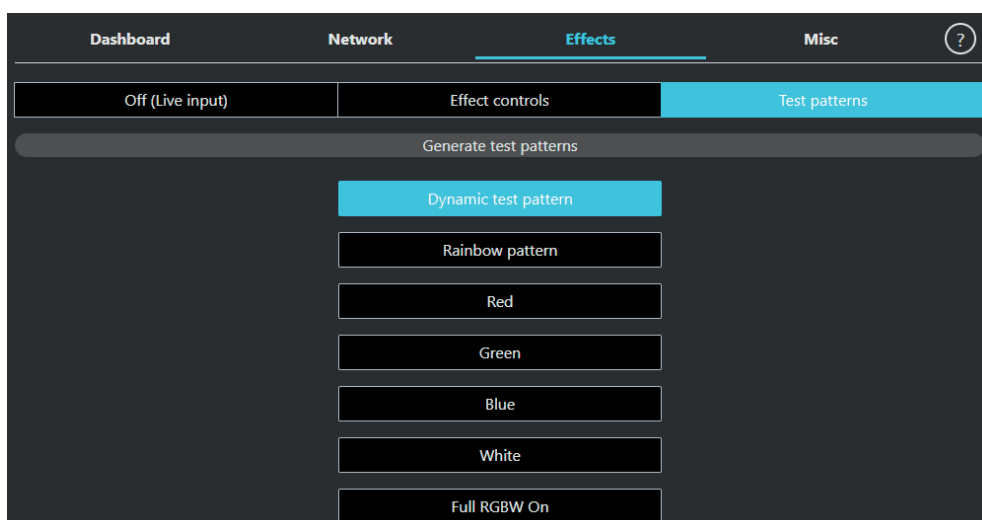 Dashboard Network Effects Misc ?
Off (Live input) Effect controls Test patterns
Generate test patterns
Dynamic test pattern
Rainbow pattern
Red
Green
Blue
White
Full RGBW On